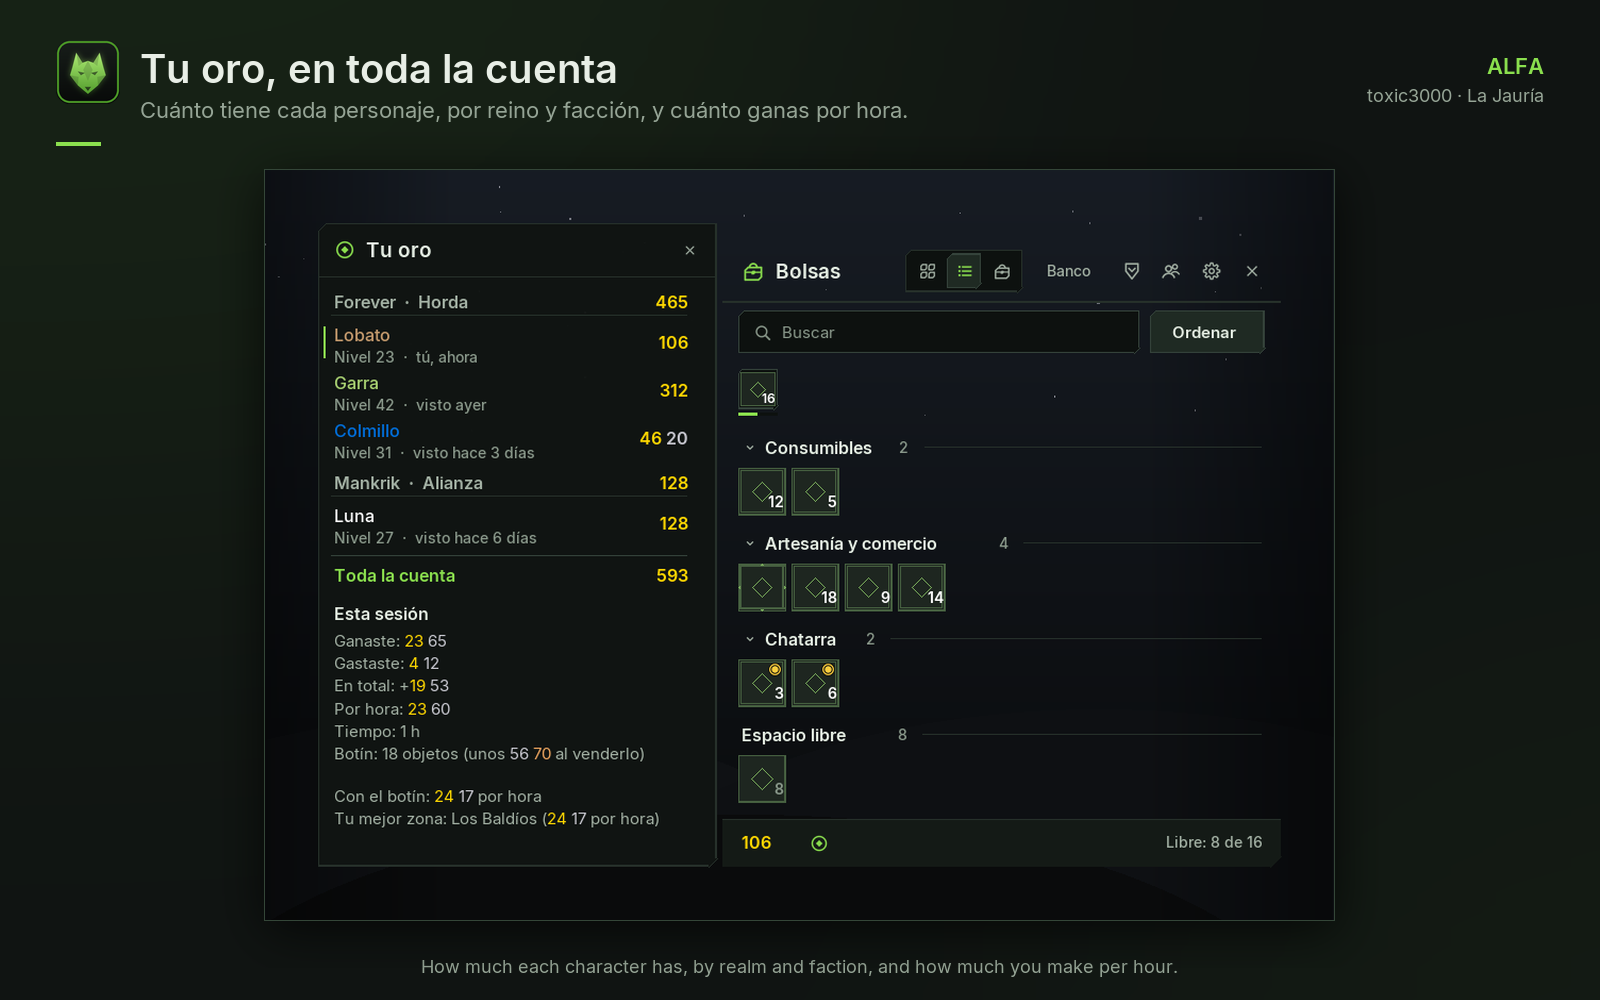 Tu oro, en toda la cuenta
Cuánto tiene cada personaje, por reino y facción, y cuánto ganas por hora.
ALFA
toxic3000 · La Jauría
Tu oro
Forever · Horda 465
Lobato
Nivel 23 · tú, ahora
106
Garra
Nivel 42 · visto ayer
312
Colmillo
Nivel 31 · visto hace 3 días
46 20
Mankrik · Alianza 128
Luna
Nivel 27 · visto hace 6 días
128
Toda la cuenta 593
Esta sesión
Ganaste: 23 65
Gastaste: 4 12
En total: +19 53
Por hora: 23 60
Tiempo: 1 h
Botín: 18 objetos (unos 56 70 al venderlo)
Con el botín: 24 17 por hora
Tu mejor zona: Los Baldíos (24 17 por hora)
Bolsas
Banco
Buscar
Ordenar
16
Consumibles 2
12 5
Artesanía y comercio 4
18 9 14
Chatarra 2
3 6
Espacio libre 8
8
106
Libre: 8 de 16
How much each character has, by realm and faction, and how much you make per hour.